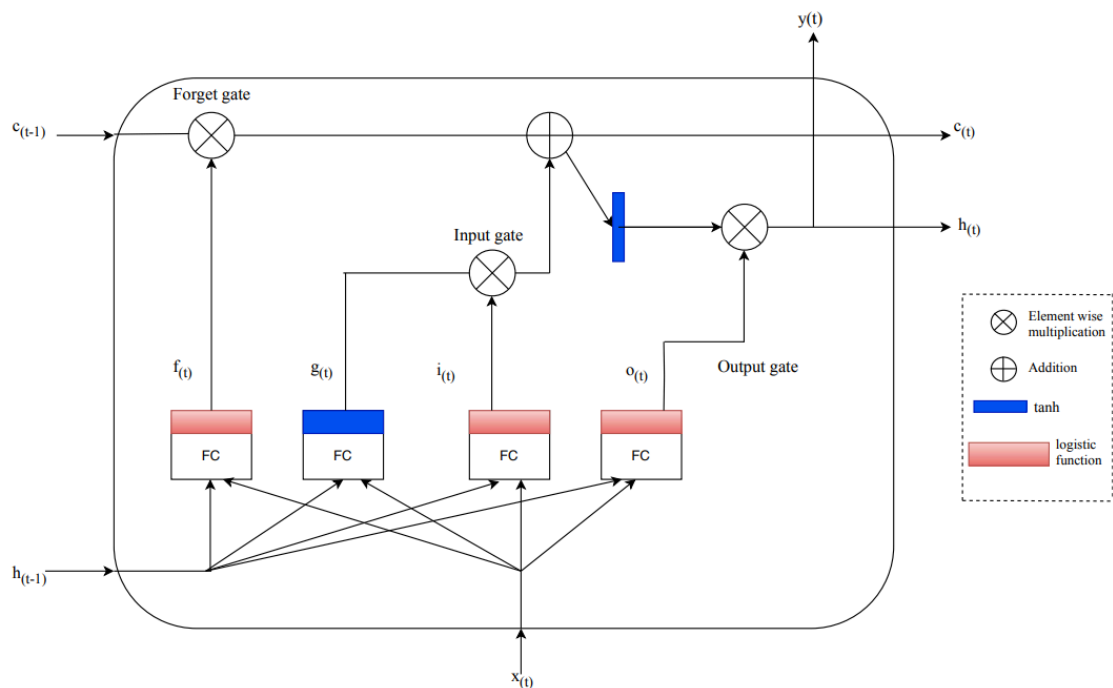 y(t)
Forget gate
c(t-1)
c(t)
h(t)
Input gate
Element wise
multiplication
f(t)
g(t)
i(t)
o(t)
Output gate
Addition
tanh
logistic
function
FC
FC
FC
FC
h(t-1)
x(t)